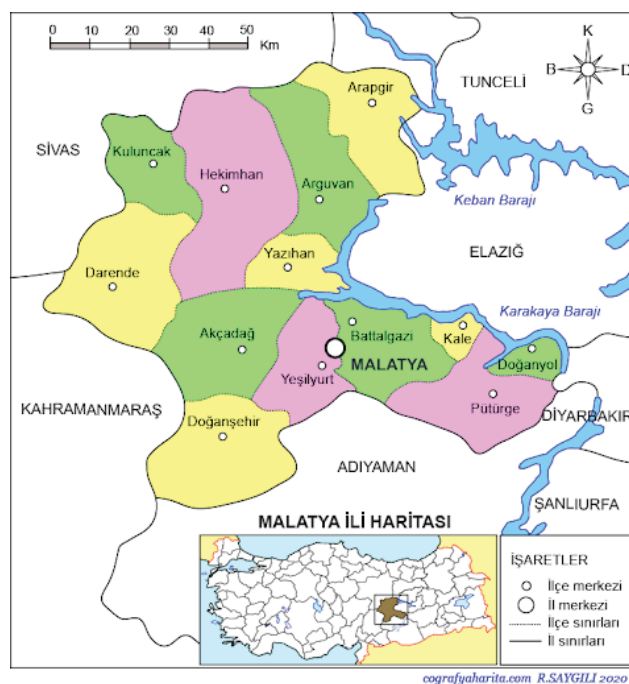 0 10 20 30 40 50
Km
K
B D
G
TUNCELİ
Arapgir
SİVAS
Kuluncak
Hekimhan
Arguvan
Keban Barajı
ELAZIĞ
Yazıhan
Darende
Karakaya Barajı
Akçadağ
Battalgazi
Kale
MALATYA
Doğanyol
Yeşilyurt
Pütürge
KAHRAMANMARAŞ
DİYARBAKIR
Doğanşehir
ADIYAMAN
ŞANLIURFA
MALATYA İLİ HARİTASI
İŞARETLER
İlçe merkezi
İl merkezi
İlçe sınırları
İl sınırları
cografyaharita.com R.SAYGILI 2020